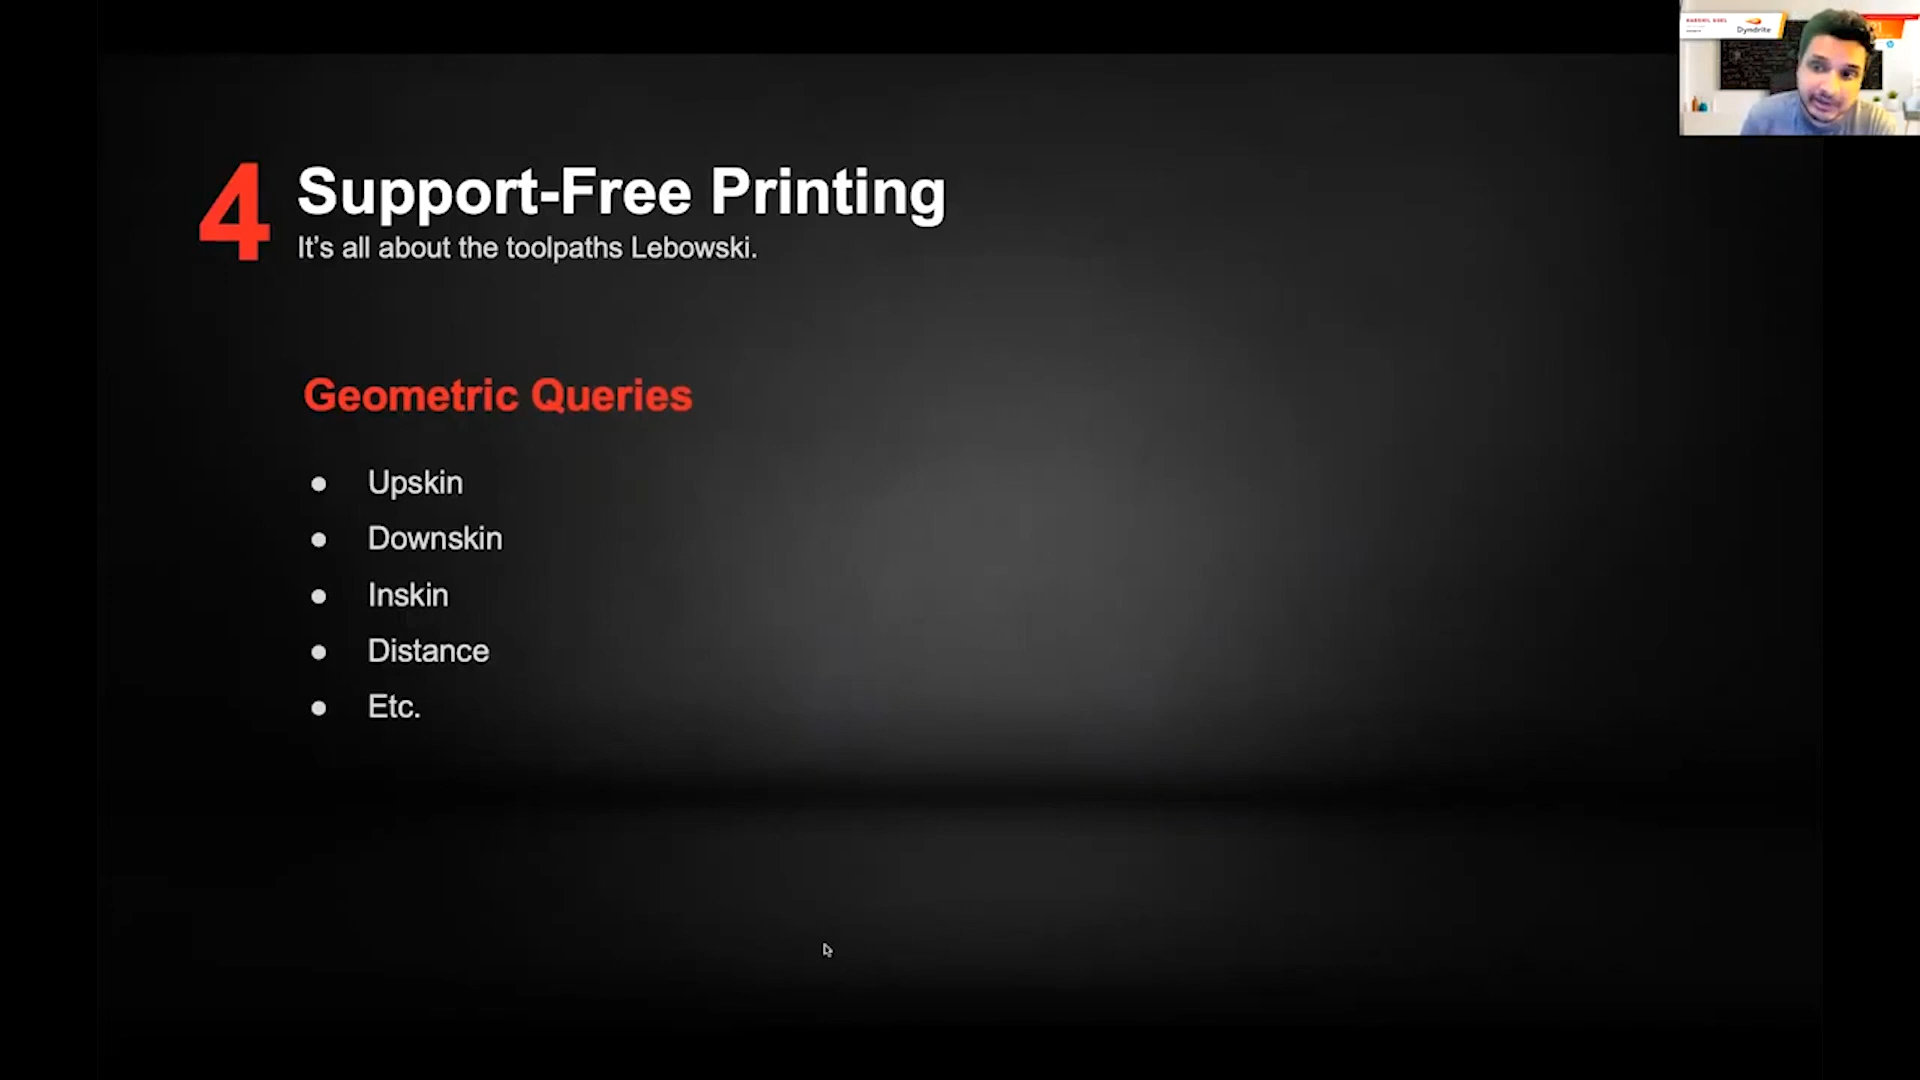 4
Support-Free Printing
It's all about the toolpaths Lebowski.
Geometric Queries
● Upskin
● Downskin
● Inskin
● Distance
● Etc.
Dyndrite